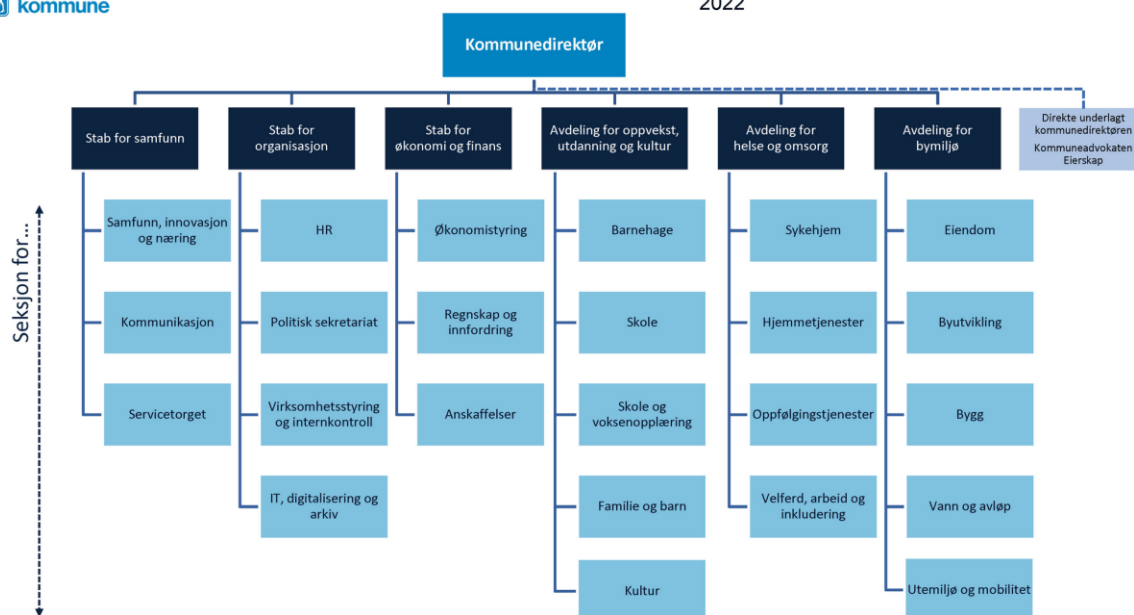 kommune
2022
Kommunedirektør
Stab for samfunn
Stab for
organisasjon
Stab for
økonomi og finans
Avdeling for oppvekst,
utdanning og kultur
Avdeling for
helse og omsorg
Avdeling for
bymiljø
Direkte underlagt
kommunedirektøren
Kommuneadvokaten
Eierskap
Seksjon for...
Samfunn, innovasjon
og næring
HR
Økonomistyring
Barnehage
Sykehjem
Eiendom
Kommunikasjon
Politisk sekretariat
Regnskap og
innfordring
Skole
Hjemmetjenester
Byutvikling
Servicetorget
Virksomhetsstyring
og internkontroll
Anskaffelser
Skole og
voksenopplæring
Oppfølgingstjenester
Bygg
IT, digitalisering og
arkiv
Familie og barn
Velferd, arbeid og
inkludering
Vann og avløp
Kultur
Utemiljø og mobilitet